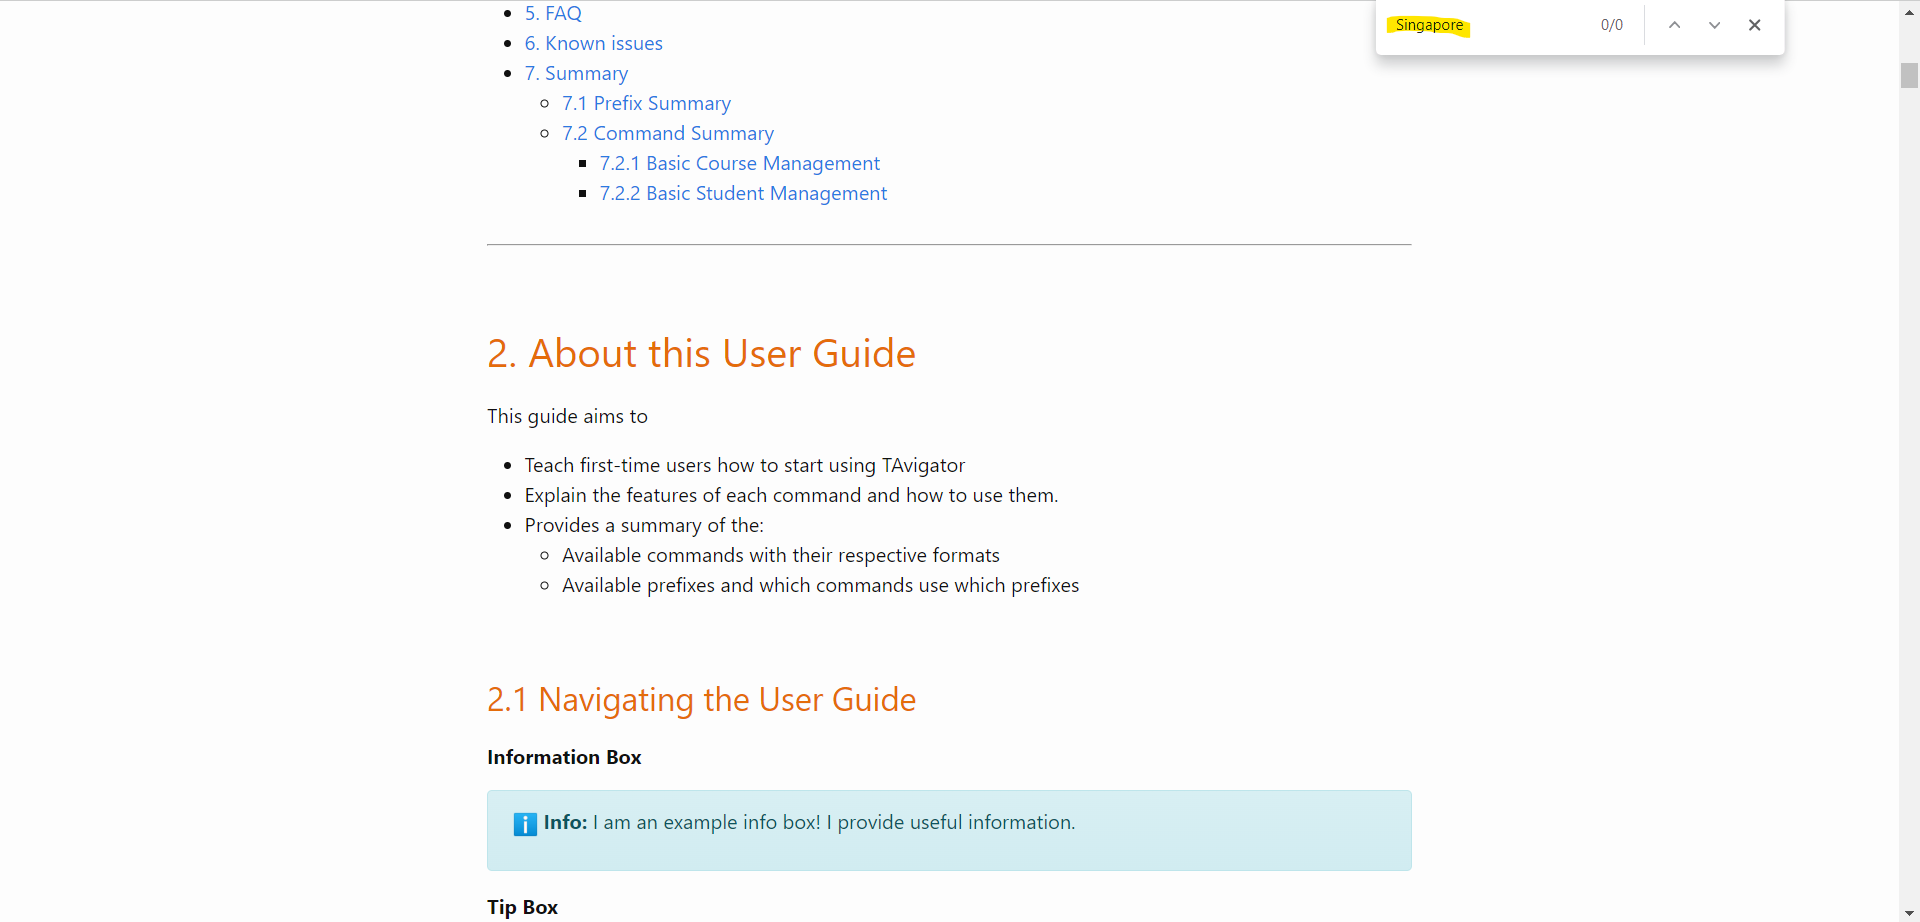 5. FAQ
6. Known issues
7. Summary
7.1 Prefix Summary
7.2 Command Summary
7.2.1 Basic Course Management
7.2.2 Basic Student Management
Singapore 0/0
2. About this User Guide
This guide aims to
Teach first-time users how to start using TAvigator
Explain the features of each command and how to use them.
Provides a summary of the:
Available commands with their respective formats
Available prefixes and which commands use which prefixes
2.1 Navigating the User Guide
Information Box
i Info: I am an example info box! I provide useful information.
Tip Box